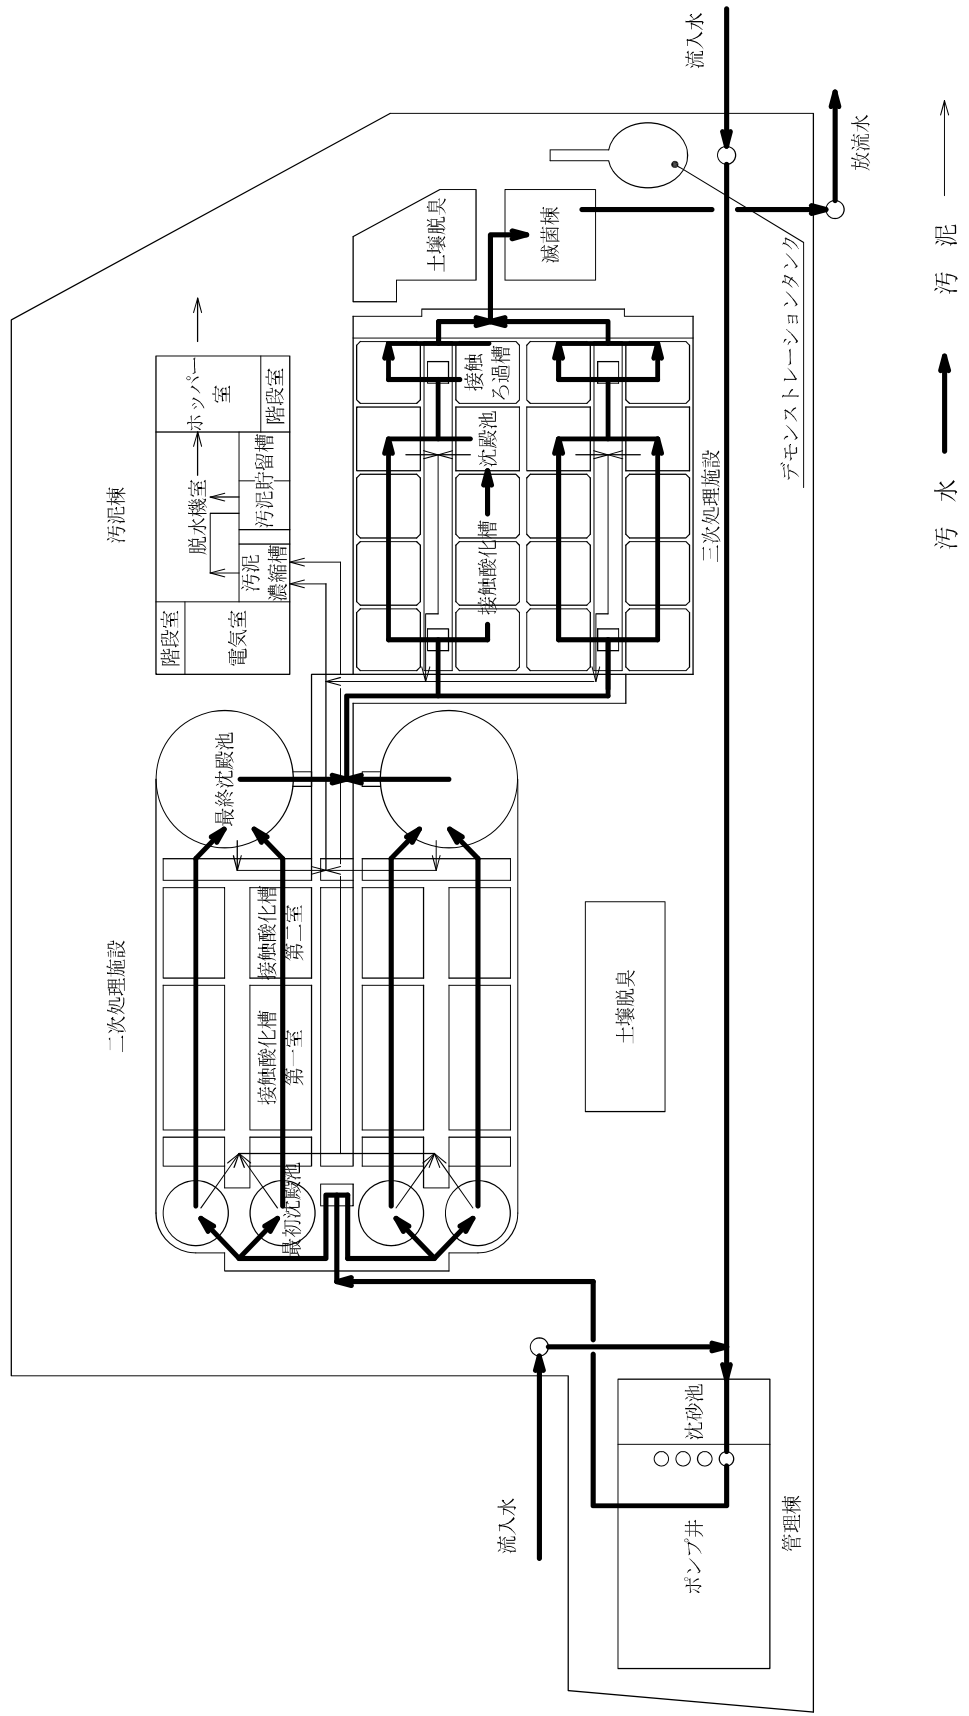 流入水
放流水
デモンストレーションタンク
滅菌棟
土壌脱臭
汚泥棟
ホッパー
室
階段室
脱水機室
汚泥貯留槽
汚泥
濃縮槽
階段室
電気室
接触
ろ過槽
沈殿池
接触酸化槽
三次処理施設
二次処理施設
最終沈殿池
接触酸化槽
第二室
接触酸化槽
第一室
最初沈殿池
土壌脱臭
流入水
沈砂池
ポンプ井
管理棟
汚水
汚泥